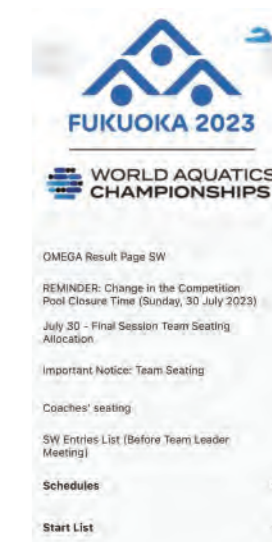 FUKUOKA 2023
WORLD AQUATICS
CHAMPIONSHIPS
OMEGA Result Page SW
REMINDER: Change in the Competition
Pool Closure Time (Sunday, 30 July 2023)
July 30 - Final Session Team Seating
Allocation
Important Notice: Team Seating
Coaches' seating
SW Entries List (Before Team Leader
Meeting)
Schedules
Start List